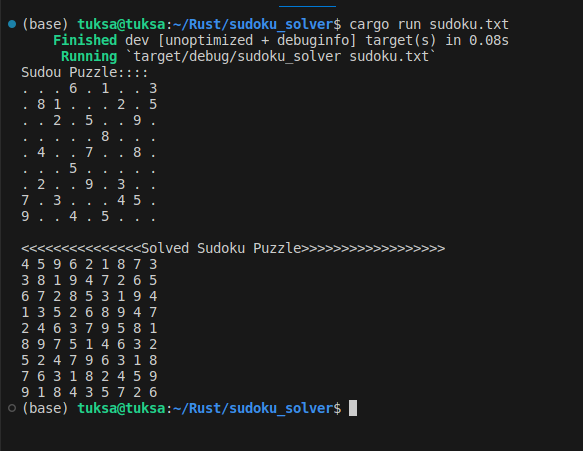 (base) tuksa@tuksa:~/Rust/sudoku_solver$ cargo run sudoku.txt
    Finished dev [unoptimized + debuginfo] target(s) in 0.08s
     Running `target/debug/sudoku_solver sudoku.txt`
Sudou Puzzle::::
. . . 6 . 1 . . 3
. 8 1 . . . 2 . 5
. . 2 . 5 . . 9 .
. . . . . 8 . . .
. 4 . . 7 . . 8 .
. . . 5 . . . . .
. 2 . . 9 . 3 . .
7 . 3 . . . 4 5 .
9 . . 4 . 5 . . .
<<<<<<<<<<<<<<<Solved Sudoku Puzzle>>>>>>>>>>>>>>>>>>
4 5 9 6 2 1 8 7 3
3 8 1 9 4 7 2 6 5
6 7 2 8 5 3 1 9 4
1 3 5 2 6 8 9 4 7
2 4 6 3 7 9 5 8 1
8 9 7 5 1 4 6 3 2
5 2 4 7 9 6 3 1 8
7 6 3 1 8 2 4 5 9
9 1 8 4 3 5 7 2 6
(base) tuksa@tuksa:~/Rust/sudoku_solver$